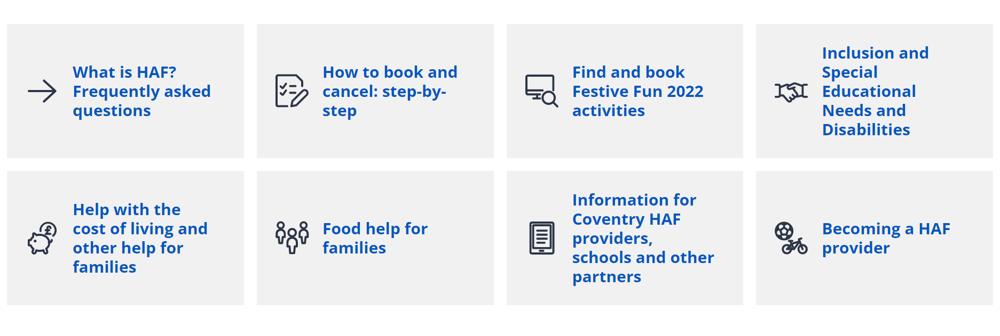 What is HAF?
Frequently asked
questions
How to book and
cancel: step-by-
step
Find and book
Festive Fun 2022
activities
Inclusion and
Special
Educational
Needs and
Disabilities
Help with the
cost of living and
other help for
families
Food help for
families
Information for
Coventry HAF
providers,
schools and other
partners
Becoming a HAF
provider